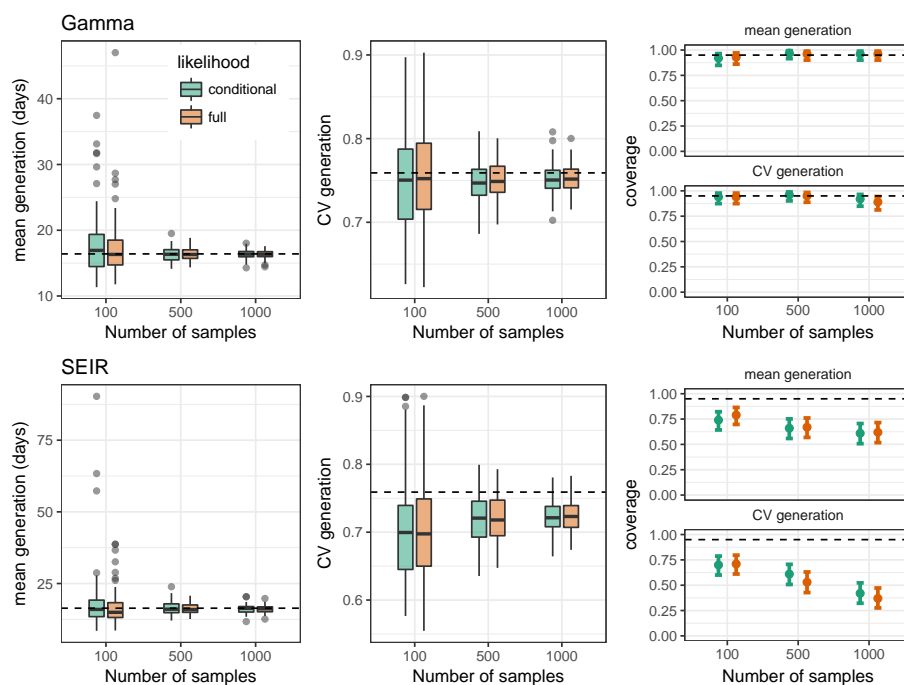 Gamma
mean generation (days)
45
35
25
15
10
100
500
1000
Number of samples
likelihood
conditional
full
CV generation
0.9
0.8
0.7
100
500
1000
Number of samples
coverage
mean generation
1.00
0.75
0.50
0.25
0.00
CV generation
1.00
0.75
0.50
0.25
0.00
100
500
1000
Number of samples
SEIR
mean generation (days)
75
50
25
100
500
1000
Number of samples
CV generation
0.9
0.8
0.7
0.6
100
500
1000
Number of samples
coverage
mean generation
1.00
0.75
0.50
0.25
0.00
CV generation
1.00
0.75
0.50
0.25
0.00
100
500
1000
Number of samples